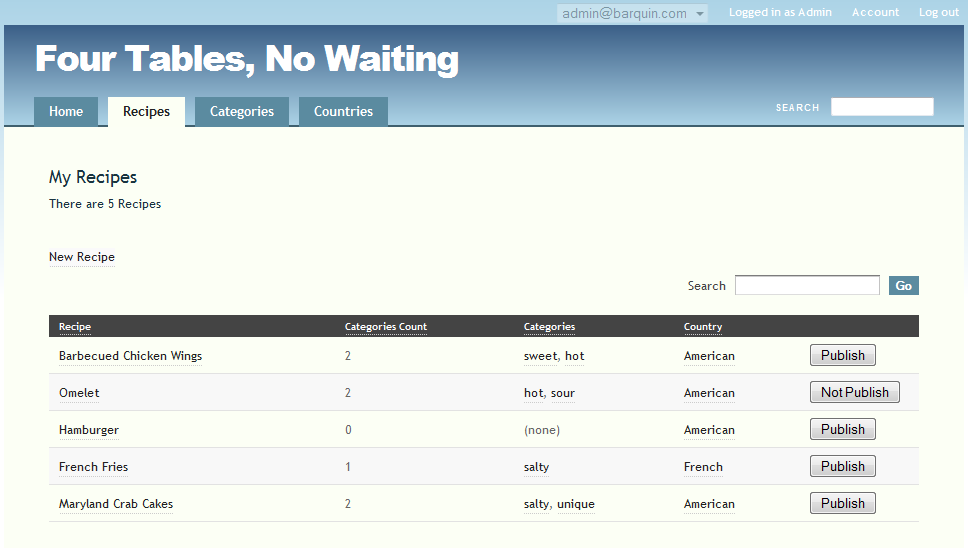 admin@barquin.com Logged in as Admin Account Log out
Four Tables, No Waiting
Home Recipes Categories Countries SEARCH
My Recipes
There are 5 Recipes
New Recipe
Search Go
Recipe Categories Count Categories Country
Barbecued Chicken Wings 2 sweet, hot American Publish
Omelet 2 hot, sour American Not Publish
Hamburger 0 (none) American Publish
French Fries 1 salty French Publish
Maryland Crab Cakes 2 salty, unique American Publish